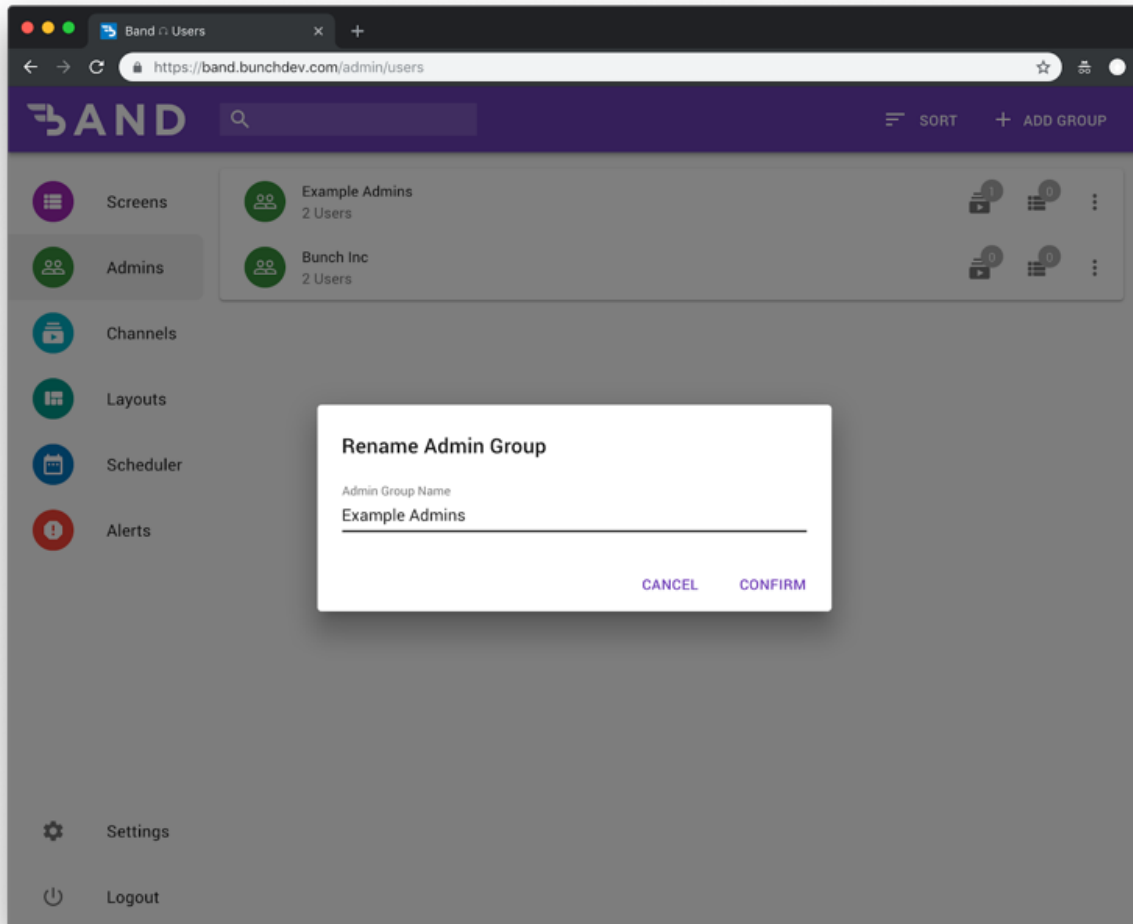 Band ∩ Users
https://band.bunchdev.com/admin/users
BAND
SORT
ADD GROUP
Screens
Admins
Channels
Layouts
Scheduler
Alerts
Settings
Logout
Example Admins
2 Users
1
0
Bunch Inc
2 Users
0
0
Rename Admin Group
Admin Group Name
Example Admins
CANCEL CONFIRM